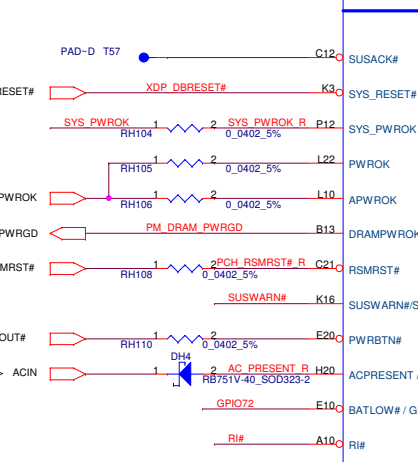 PAD~D T57 C12 SUSACK#
RESET# XDP_DBRESET# K3 SYS_RESET#
SYS_PWROK 1 2 SYS_PWROK_R P12 SYS_PWROK
RH104 0_0402_5%
1 2 L22 PWROK
RH105 0_0402_5%
PWROK 1 2 L10 APWROK
RH106 0_0402_5%
PWRGD PM_DRAM_PWRGD B13 DRAMPWROK
MRST# 1 2 PCH_RSMRST#_R C21 RSMRST#
RH108 0_0402_5%
SUSWARN# K16 SUSWARN#/S
OUT# 1 2 E20 PWRBTN#
RH110 0_0402_5%
DH4
> ACIN 1 2 AC_PRESENT_R H20 ACPRESENT /
RB751V-40_SOD323-2
GPIO72 E10 BATLOW# / G
RI# A10 RI#